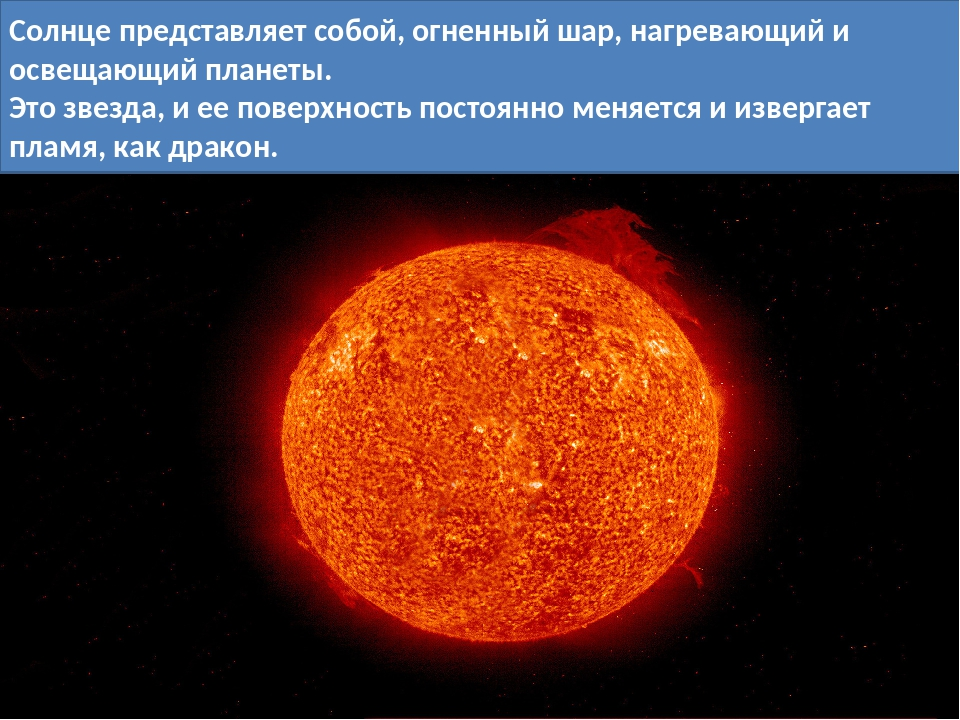 Солнце представляет собой, огненный шар, нагревающий и
освещающий планеты.
Это звезда, и ее поверхность постоянно меняется и извергает
пламя, как дракон.